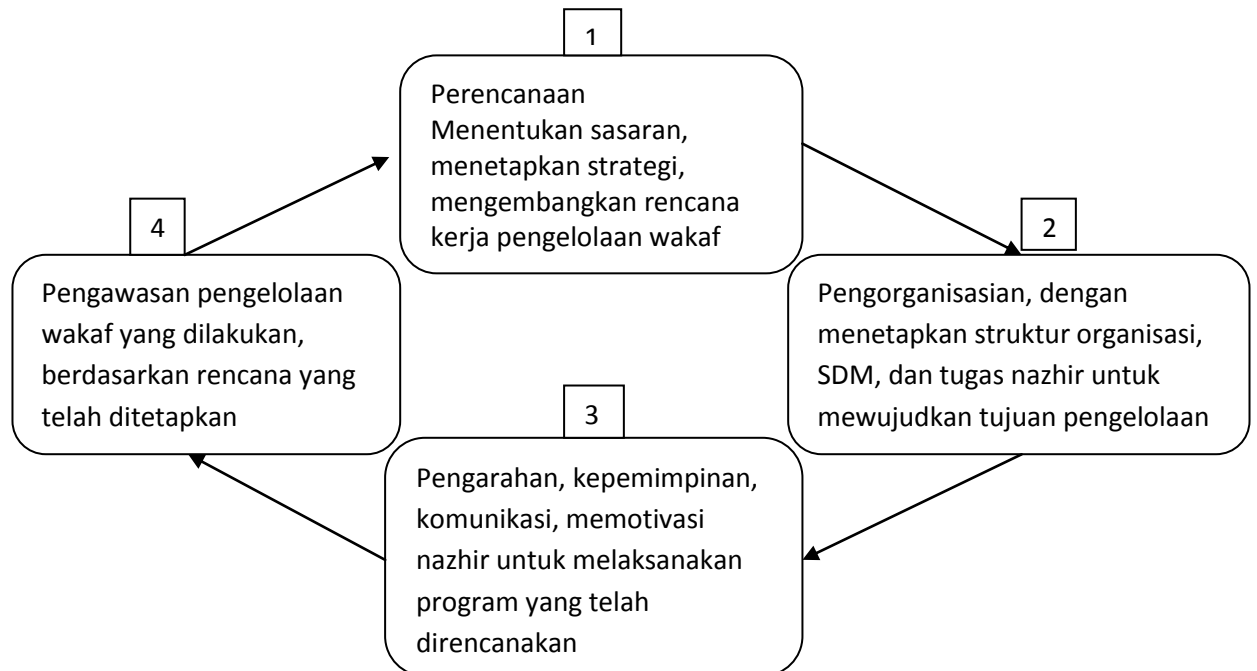 1
Perencanaan
Menentukan sasaran,
menetapkan strategi,
mengembangkan rencana
kerja pengelolaan wakaf
2
Pengorganisasian, dengan
menetapkan struktur organisasi,
SDM, dan tugas nazhir untuk
mewujudkan tujuan pengelolaan
3
Pengarahan, kepemimpinan,
komunikasi, memotivasi
nazhir untuk melaksanakan
program yang telah
direncanakan
4
Pengawasan pengelolaan
wakaf yang dilakukan,
berdasarkan rencana yang
telah ditetapkan